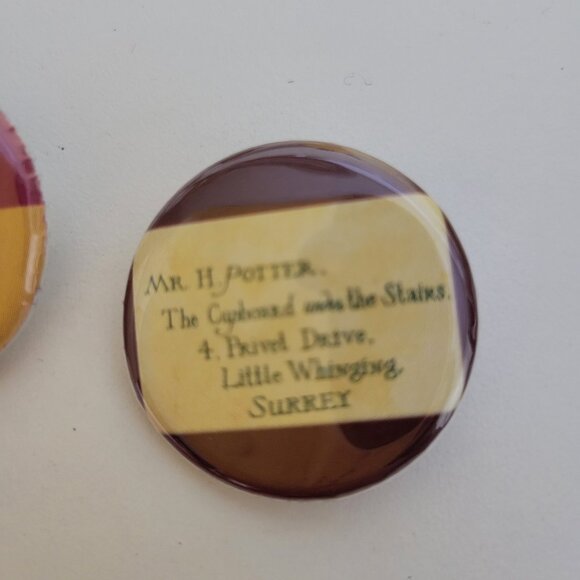 Mr. H. Potter,
The Cupboard under the Stairs,
4, Privet Drive,
Little Whinging,
SURREY